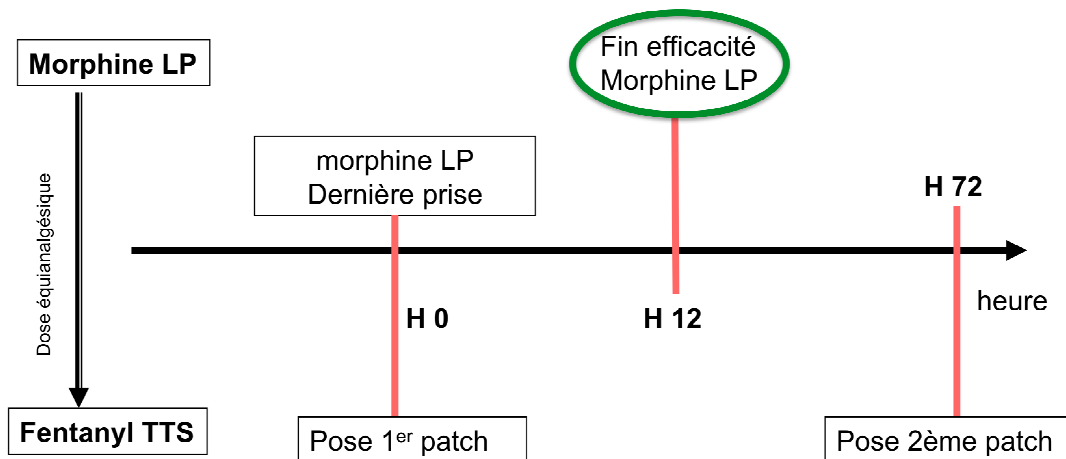 Morphine LP
Dose équianalgésique
Fentanyl TTS
morphine LP
Dernière prise
Fin efficacité
Morphine LP
H 72
H 0
H 12
heure
Pose 1er patch
Pose 2ème patch